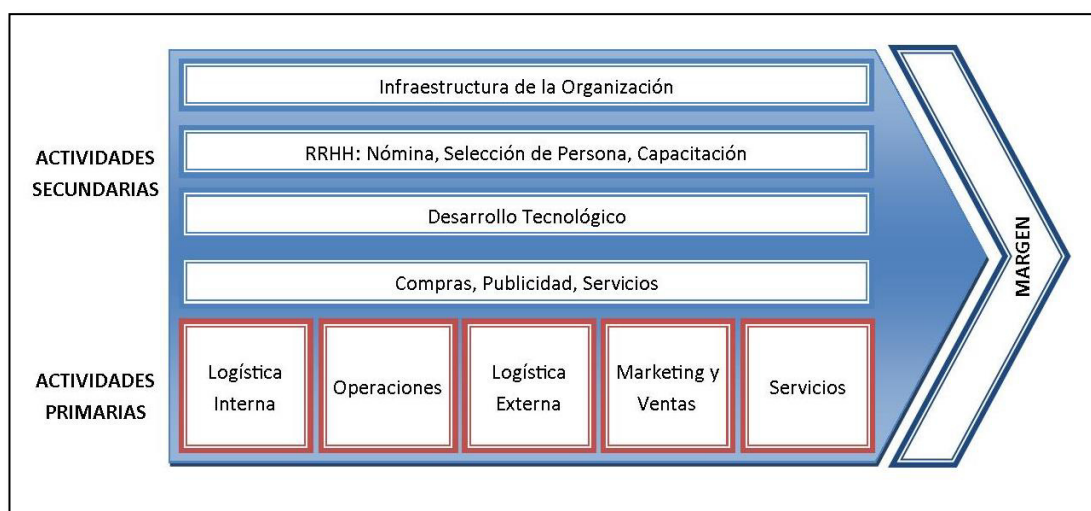 Infraestructura de la Organización
ACTIVIDADES
SECUNDARIAS
RRHH: Nómina, Selección de Persona, Capacitación
Desarrollo Tecnológico
Compras, Publicidad, Servicios
ACTIVIDADES
PRIMARIAS
Logística
Interna
Operaciones
Logística
Externa
Marketing y
Ventas
Servicios
MARGEN